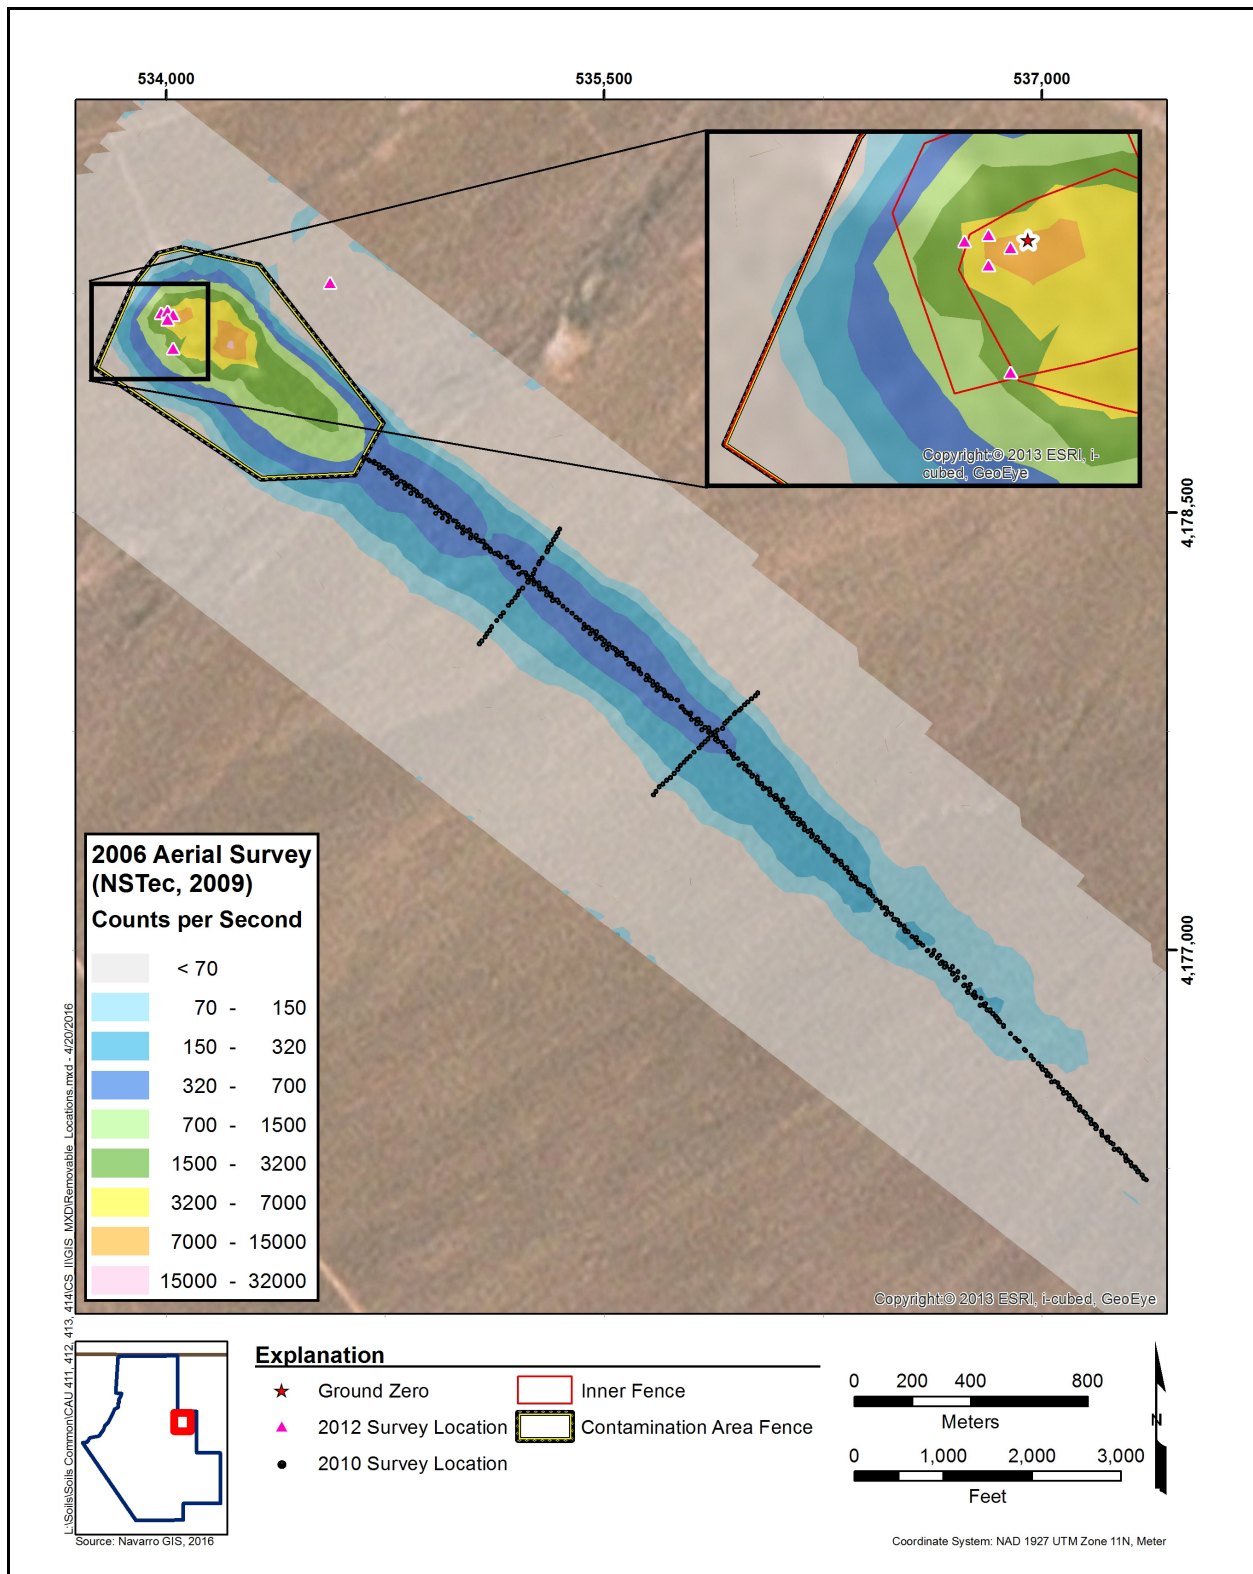 534,000
535,500
537,000
Copyright:© 2013 ESRI, i-
cubed, GeoEye
4,178,500
4,177,000
2006 Aerial Survey
(NSTec, 2009)
Counts per Second
< 70
70 - 150
150 - 320
320 - 700
700 - 1500
1500 - 3200
3200 - 7000
7000 - 15000
15000 - 32000
Copyright:© 2013 ESRI, i-cubed, GeoEye
L:\Soils\Soils Common\CAU 411, 412, 413, 414\CS II\GIS MXD\Removable Locations.mxd - 4/20/2016
Explanation
Ground Zero
Inner Fence
2012 Survey Location
Contamination Area Fence
2010 Survey Location
0 200 400 800
Meters
0 1,000 2,000 3,000
Feet
N
Source: Navarro GIS, 2016
Coordinate System: NAD 1927 UTM Zone 11N, Meter